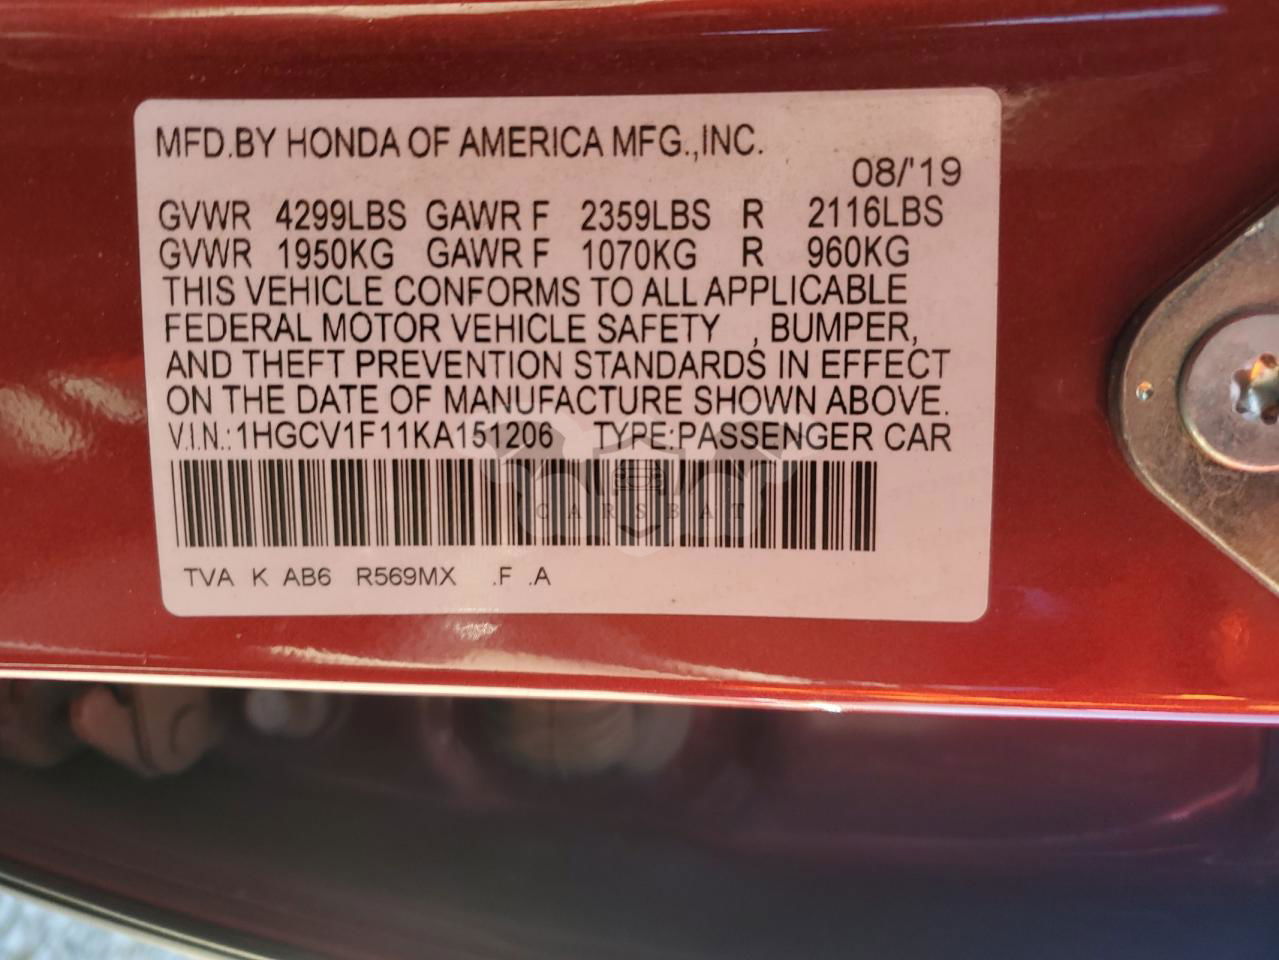 MFD.BY HONDA OF AMERICA MFG.,INC.
08/'19
GVWR 4299LBS GAWR F 2359LBS R 2116LBS
GVWR 1950KG GAWR F 1070KG R 960KG
THIS VEHICLE CONFORMS TO ALL APPLICABLE
FEDERAL MOTOR VEHICLE SAFETY , BUMPER,
AND THEFT PREVENTION STANDARDS IN EFFECT
ON THE DATE OF MANUFACTURE SHOWN ABOVE.
V.I.N.:1HGCV1F11KA151206 TYPE:PASSENGER CAR
CARSBAT
TVA K AB6 R569MX .F .A